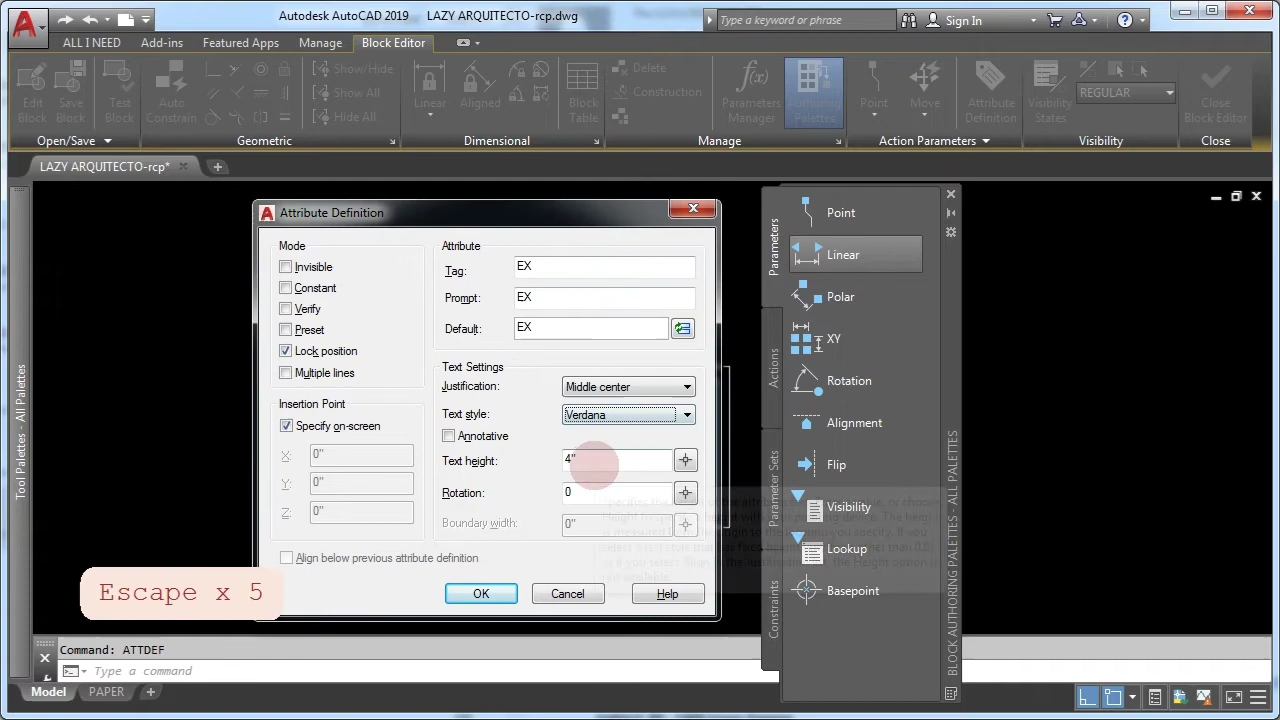 Autodesk AutoCAD 2019 LAZY ARQUITECTO-rcp.dwg
Type a keyword or phrase
Sign In
ALL I NEED Add-ins Featured Apps Manage Block Editor
Edit Block
Save Block
Test Block
Auto Constrain
Show/Hide
Show All
Hide All
Linear
Aligned
Block Table
Delete
Construction
Parameters Manager
Authoring Palettes
Point
Move
Attribute Definition
Visibility States
REGULAR
Close Block Editor
Open/Save
Geometric
Dimensional
Manage
Action Parameters
Visibility
Close
LAZY ARQUITECTO-rcp*
Tool Palettes - All Palettes
Attribute Definition
Mode
Invisible
Constant
Verify
Preset
Lock position
Multiple lines
Insertion Point
Specify on-screen
X: 0"
Y: 0"
Z: 0"
Align below previous attribute definition
Attribute
Tag: EX
Prompt: EX
Default: EX
Text Settings
Justification: Middle center
Text style: Verdana
Annotative
Text height: 4"
Rotation: 0
Boundary width: 0"
OK Cancel Help
Parameters
Actions
Parameter Sets
Constraints
Point
Linear
Polar
XY
Rotation
Alignment
Flip
Visibility
Lookup
Basepoint
BLOCK AUTHORING PALETTES - ALL PALETTES
Escape x 5
Command: ATTDEF
Type a command
Model PAPER